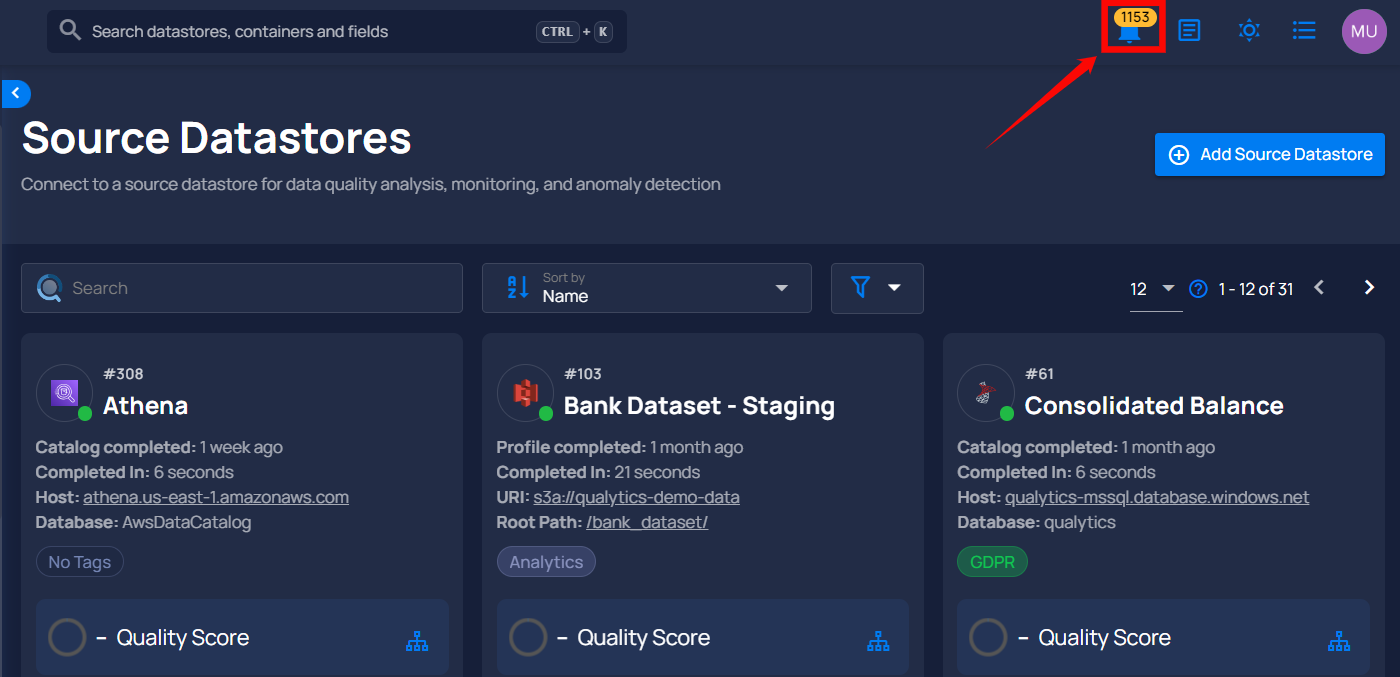 Search datastores, containers and fields CTRL + K 1153 MU
Source Datastores
Add Source Datastore
Connect to a source datastore for data quality analysis, monitoring, and anomaly detection
Search
Sort by
Name
12 1 - 12 of 31
#308
Athena
Catalog completed: 1 week ago
Completed In: 6 seconds
Host: athena.us-east-1.amazonaws.com
Database: AwsDataCatalog
No Tags
– Quality Score
#103
Bank Dataset - Staging
Profile completed: 1 month ago
Completed In: 21 seconds
URI: s3a://qualytics-demo-data
Root Path: /bank_dataset/
Analytics
– Quality Score
#61
Consolidated Balance
Catalog completed: 1 month ago
Completed In: 6 seconds
Host: qualytics-mssql.database.windows.net
Database: qualytics
GDPR
– Quality Score